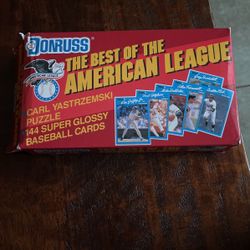 DONRUSS
THE BEST OF THE
AMERICAN LEAGUE
CARL YASTRZEMSKI
PUZZLE
144 SUPER GLOSSY
BASEBALL CARDS